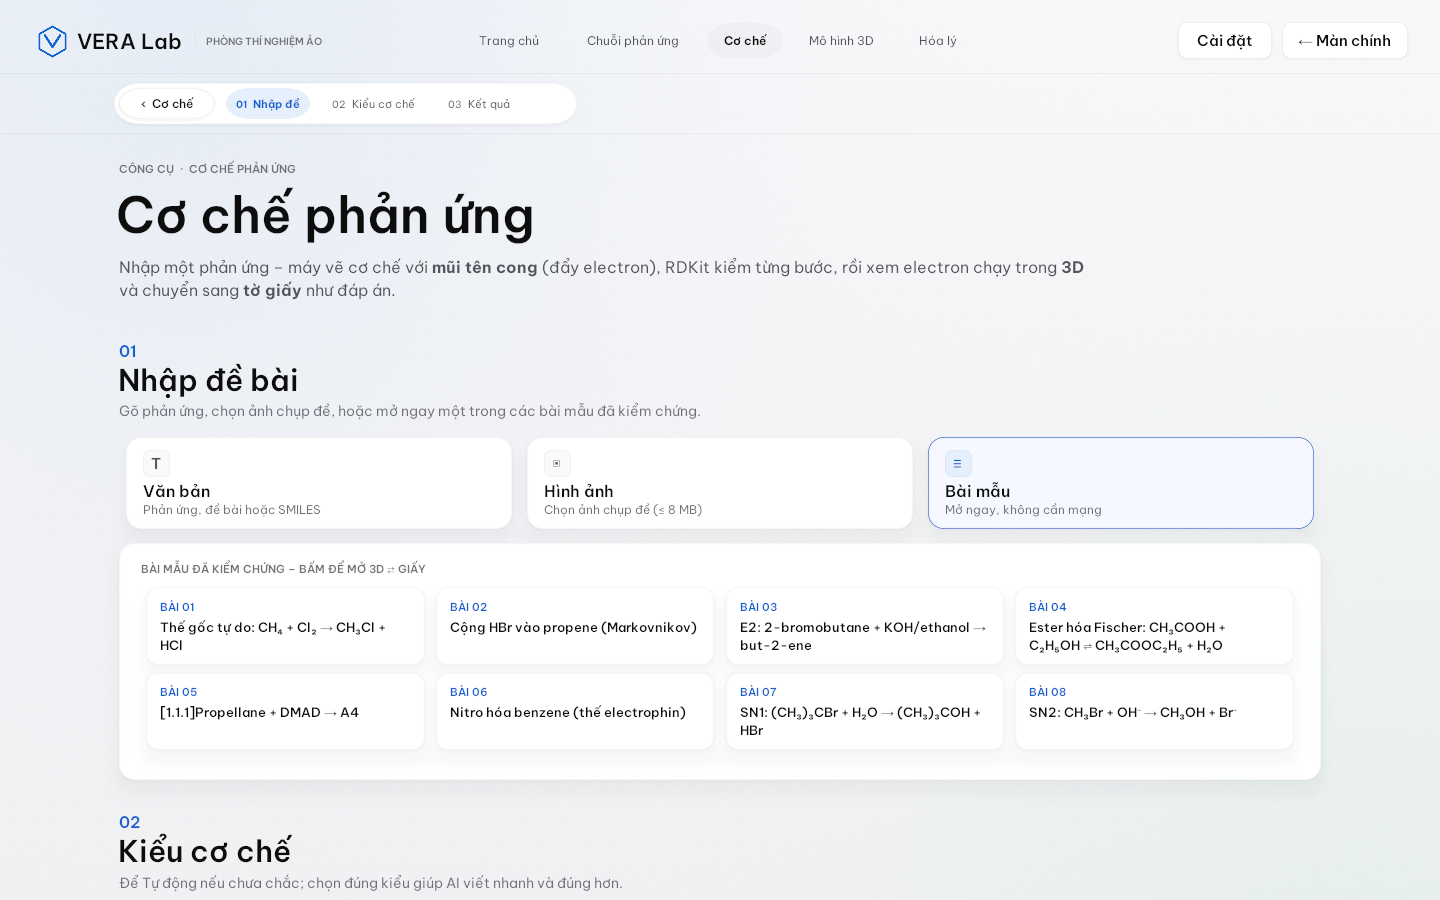 VERA Lab
PHÒNG THÍ NGHIỆM ẢO
Trang chủ
Chuỗi phản ứng
Cơ chế
Mô hình 3D
Hóa lý
Cài đặt
← Màn chính
‹ Cơ chế
01 Nhập đề
02 Kiểu cơ chế
03 Kết quả
CÔNG CỤ · CƠ CHẾ PHẢN ỨNG
Cơ chế phản ứng
Nhập một phản ứng – máy vẽ cơ chế với mũi tên cong (đẩy electron), RDKit kiểm từng bước, rồi xem electron chạy trong 3D
và chuyển sang tờ giấy như đáp án.
01
Nhập đề bài
Gõ phản ứng, chọn ảnh chụp đề, hoặc mở ngay một trong các bài mẫu đã kiểm chứng.
T
Văn bản
Phản ứng, đề bài hoặc SMILES
Hình ảnh
Chọn ảnh chụp đề (≤ 8 MB)
Bài mẫu
Mở ngay, không cần mạng
BÀI MẪU ĐÃ KIỂM CHỨNG – BẤM ĐỂ MỞ 3D ⇄ GIẤY
BÀI 01
Thế gốc tự do: CH₄ + Cl₂ → CH₃Cl +
HCl
BÀI 02
Cộng HBr vào propene (Markovnikov)
BÀI 03
E2: 2-bromobutane + KOH/ethanol →
but-2-ene
BÀI 04
Ester hóa Fischer: CH₃COOH +
C₂H₅OH ⇌ CH₃COOC₂H₅ + H₂O
BÀI 05
[1.1.1]Propellane + DMAD → A4
BÀI 06
Nitro hóa benzene (thế electrophin)
BÀI 07
SN1: (CH₃)₃CBr + H₂O → (CH₃)₃COH +
HBr
BÀI 08
SN2: CH₃Br + OH⁻ → CH₃OH + Br⁻
02
Kiểu cơ chế
Để Tự động nếu chưa chắc; chọn đúng kiểu giúp AI viết nhanh và đúng hơn.